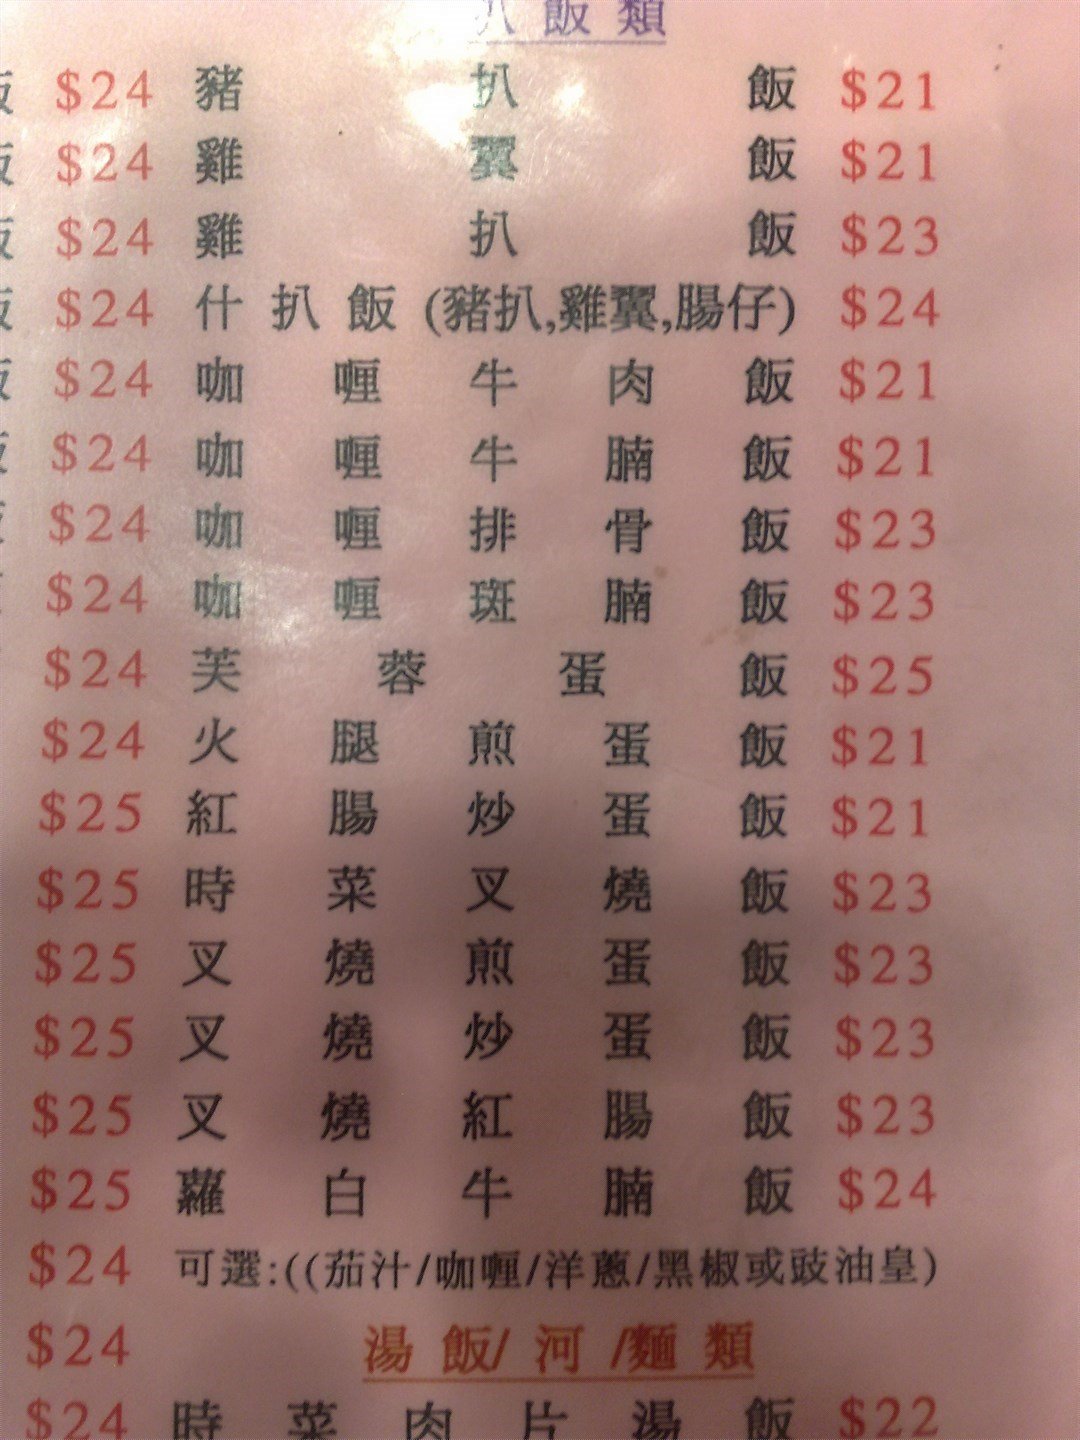 扒 飯 類
飯 $24 豬 扒 飯 $21
飯 $24 雞 翼 飯 $21
飯 $24 雞 扒 飯 $23
飯 $24 什 扒 飯 (豬扒,雞翼,腸仔) $24
飯 $24 咖 喱 牛 肉 飯 $21
飯 $24 咖 喱 牛 腩 飯 $21
$24 咖 喱 排 骨 飯 $23
$24 咖 喱 斑 腩 飯 $23
$24 芙 蓉 蛋 飯 $25
$24 火 腿 煎 蛋 飯 $21
$25 紅 腸 炒 蛋 飯 $21
$25 時 菜 叉 燒 飯 $23
$25 叉 燒 煎 蛋 飯 $23
$25 叉 燒 炒 蛋 飯 $23
$25 叉 燒 紅 腸 飯 $23
$25 蘿 白 牛 腩 飯 $24
$24 可選:((茄汁/咖喱/洋蔥/黑椒或豉油皇)
$24 湯 飯/ 河 /麵 類
$24 時 菜 肉 片 湯 飯 $22